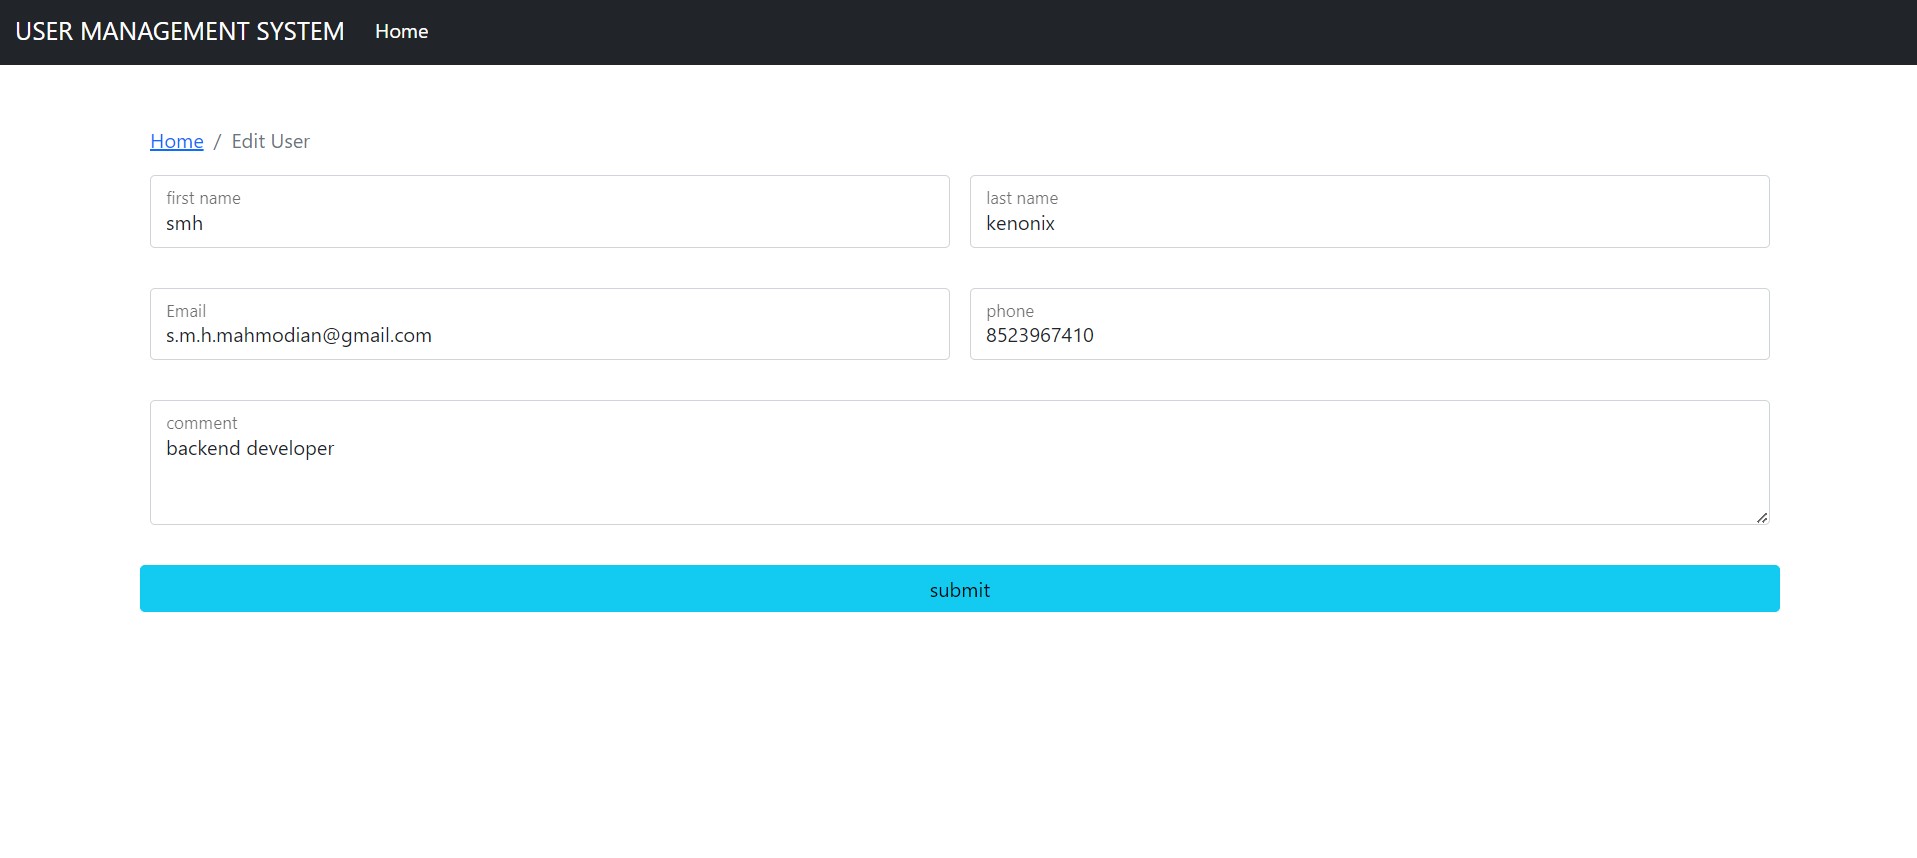 USER MANAGEMENT SYSTEM Home
Home / Edit User
first name last name
smh kenonix
Email phone
s.m.h.mahmodian@gmail.com 8523967410
comment
backend developer
submit